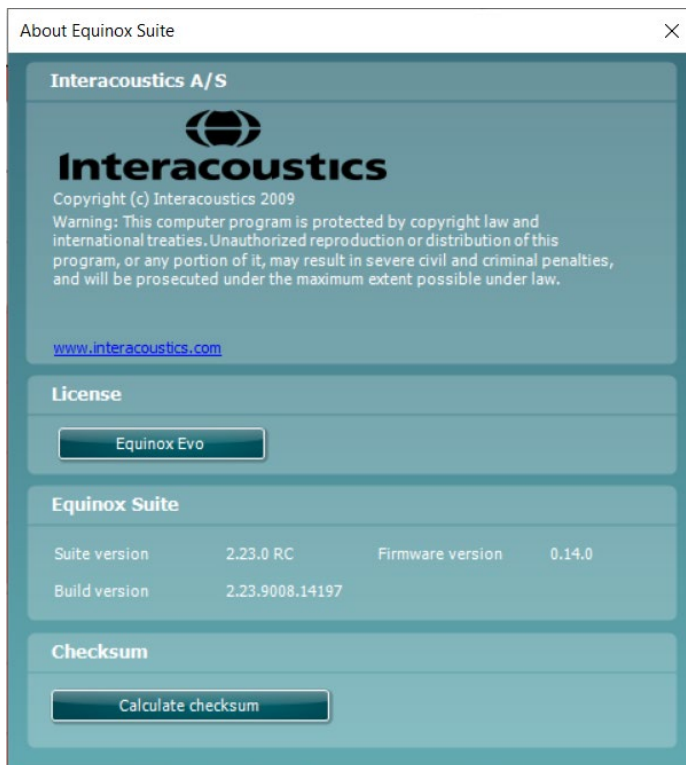 About Equinox Suite
Interacoustics A/S
Interacoustics
Copyright (c) Interacoustics 2009
Warning: This computer program is protected by copyright law and
international treaties. Unauthorized reproduction or distribution of this
program, or any portion of it, may result in severe civil and criminal penalties,
and will be prosecuted under the maximum extent possible under law.
www.interacoustics.com
License
Equinox Evo
Equinox Suite
Suite version 2.23.0 RC Firmware version 0.14.0
Build version 2.23.9008.14197
Checksum
Calculate checksum